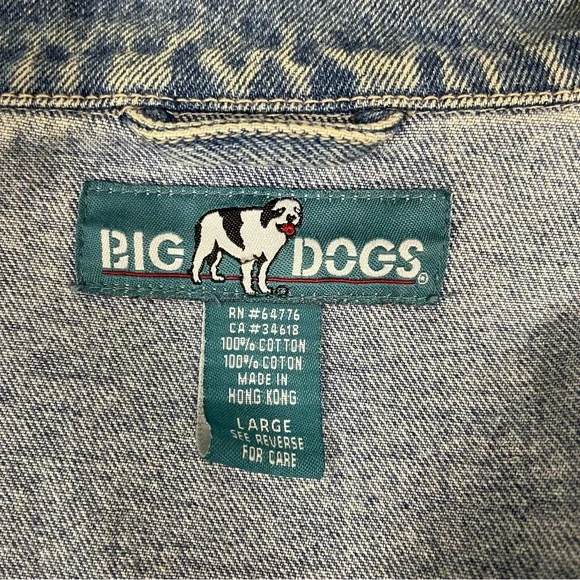 BIG DOGS®
RN #64776
CA #34618
100% COTTON
100% COTON
MADE IN
HONG KONG
LARGE
SEE REVERSE
FOR CARE